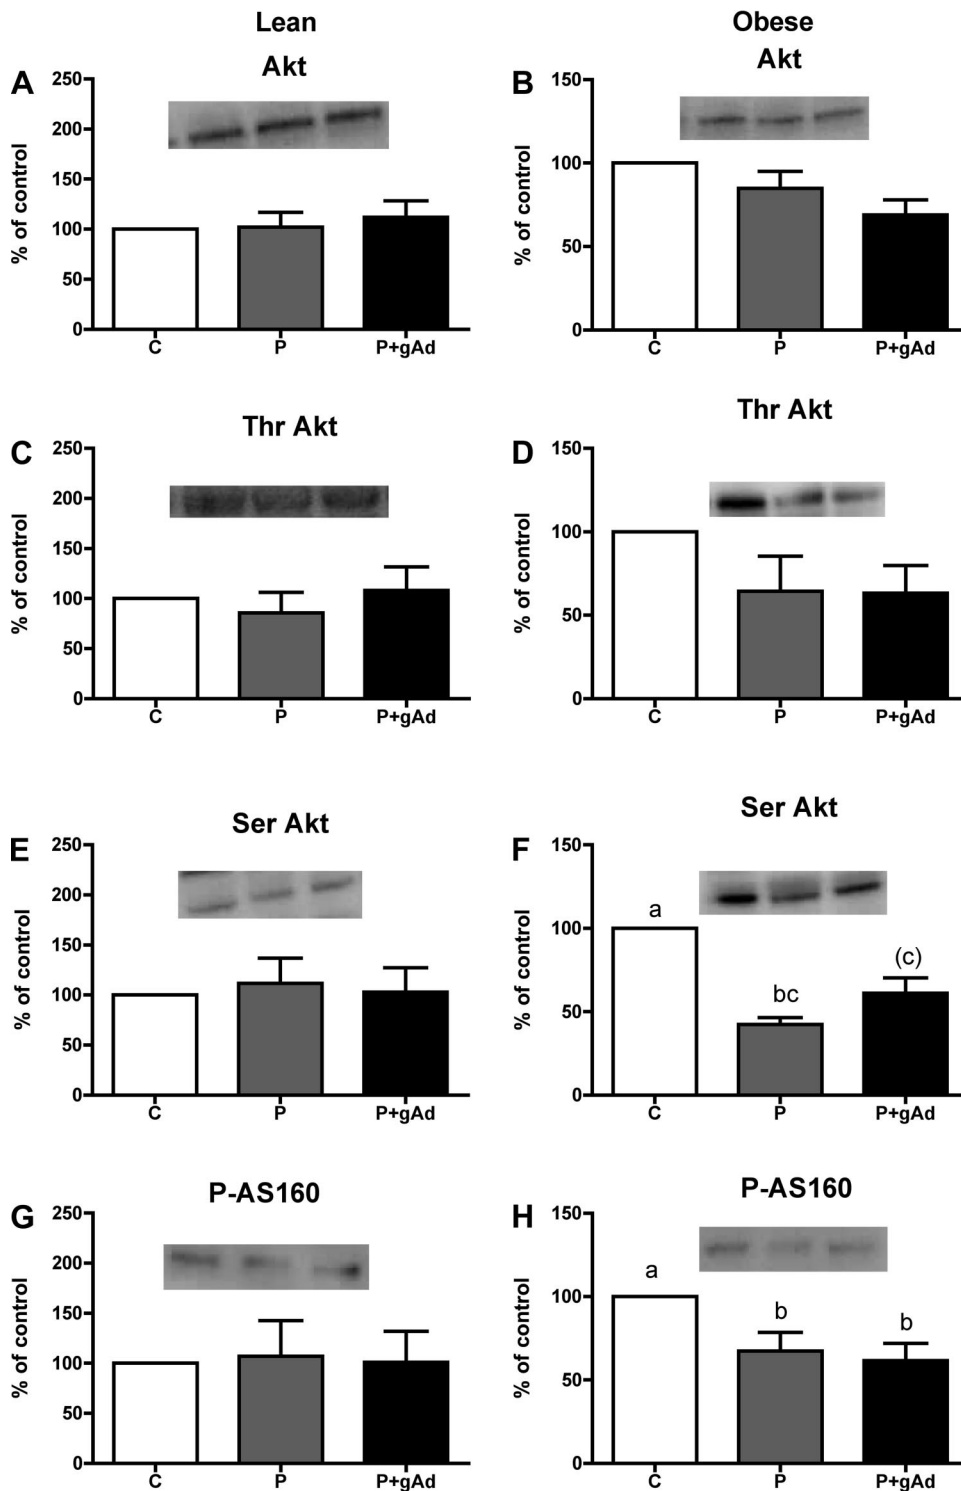 Lean
Obese
A
Akt
% of control
250
200
150
100
50
0
C
P
P+gAd
B
Akt
% of control
150
100
50
0
C
P
P+gAd
C
Thr Akt
% of control
250
200
150
100
50
0
C
P
P+gAd
D
Thr Akt
% of control
150
100
50
0
C
P
P+gAd
E
Ser Akt
% of control
250
200
150
100
50
0
C
P
P+gAd
F
Ser Akt
% of control
150
100
50
0
a
bc
(c)
C
P
P+gAd
G
P-AS160
% of control
250
200
150
100
50
0
C
P
P+gAd
H
P-AS160
% of control
150
100
50
0
a
b
b
C
P
P+gAd